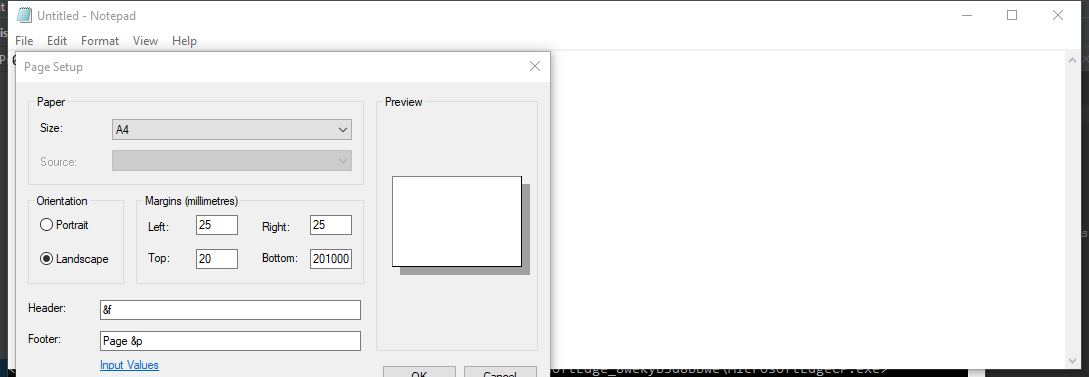 Untitled - Notepad
File Edit Format View Help
Page Setup
Paper
Preview
Size: A4
Source:
Orientation
Margins (millimetres)
Portrait
Left: 25 Right: 25
Landscape
Top: 20 Bottom: 201000
Header: &f
Footer: Page &p
Input Values
OK Cancel